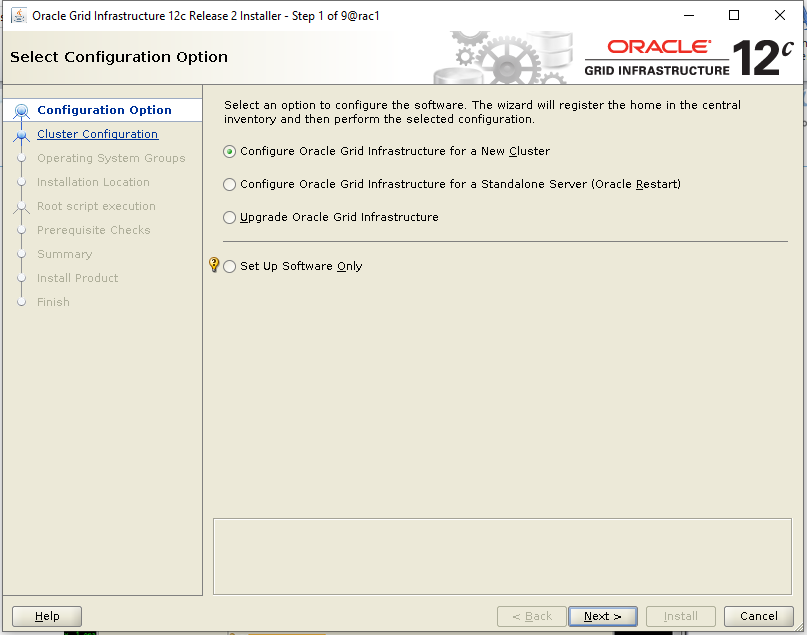 Oracle Grid Infrastructure 12c Release 2 Installer - Step 1 of 9@rac1
Select Configuration Option
ORACLE
GRID INFRASTRUCTURE
12c
Configuration Option
Cluster Configuration
Operating System Groups
Installation Location
Root script execution
Prerequisite Checks
Summary
Install Product
Finish
Select an option to configure the software. The wizard will register the home in the central
inventory and then perform the selected configuration.
Configure Oracle Grid Infrastructure for a New Cluster
Configure Oracle Grid Infrastructure for a Standalone Server (Oracle Restart)
Upgrade Oracle Grid Infrastructure
Set Up Software Only
Help
< Back
Next >
Install
Cancel